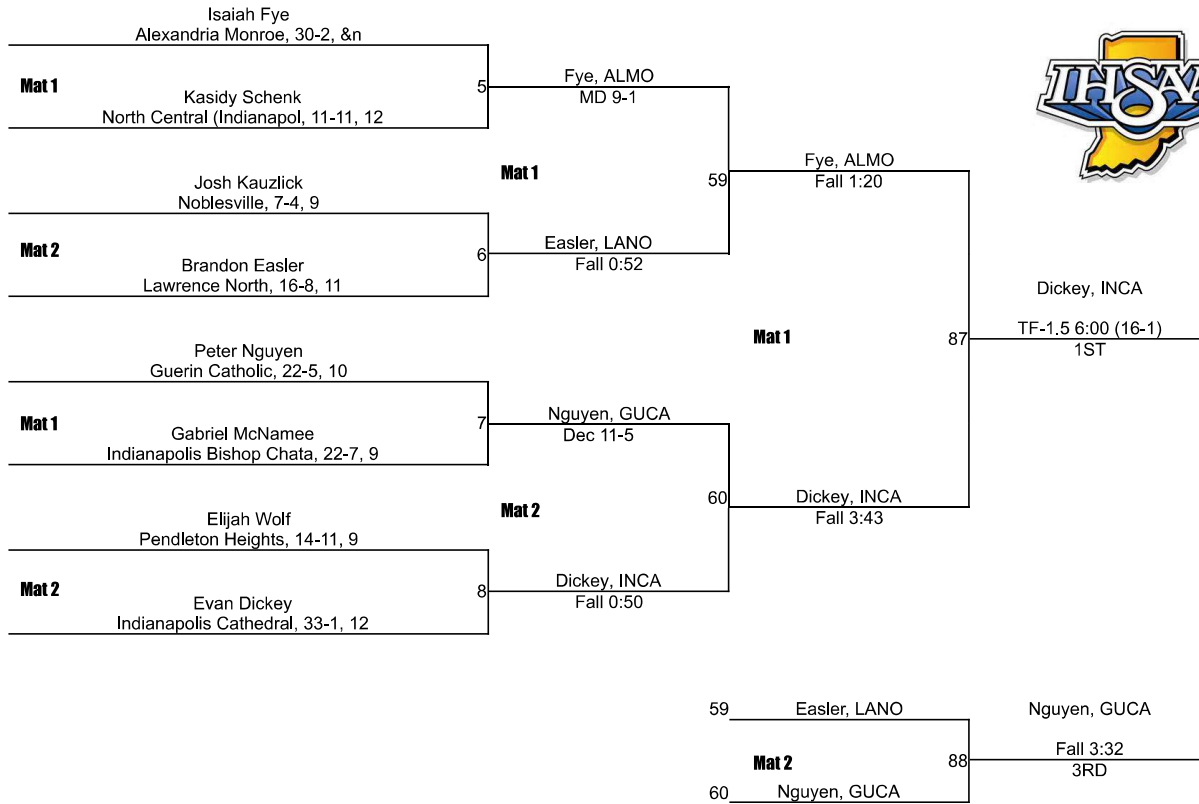 Isaiah Fye
Alexandria Monroe, 30-2, &n
Mat 1
Kasidy Schenk
North Central (Indianapol, 11-11, 12
5
Fye, ALMO
MD 9-1
Josh Kauzlick
Noblesville, 7-4, 9
Mat 2
Brandon Easler
Lawrence North, 16-8, 11
6
Easler, LANO
Fall 0:52
Mat 1
59
Fye, ALMO
Fall 1:20
Peter Nguyen
Guerin Catholic, 22-5, 10
Mat 1
Gabriel McNamee
Indianapolis Bishop Chata, 22-7, 9
7
Nguyen, GUCA
Dec 11-5
Elijah Wolf
Pendleton Heights, 14-11, 9
Mat 2
Evan Dickey
Indianapolis Cathedral, 33-1, 12
8
Dickey, INCA
Fall 0:50
Mat 2
60
Dickey, INCA
Fall 3:43
Mat 1
87
Dickey, INCA
TF-1.5 6:00 (16-1)
1ST
IHSAA
59
Easler, LANO
Mat 2
60
Nguyen, GUCA
88
Nguyen, GUCA
Fall 3:32
3RD